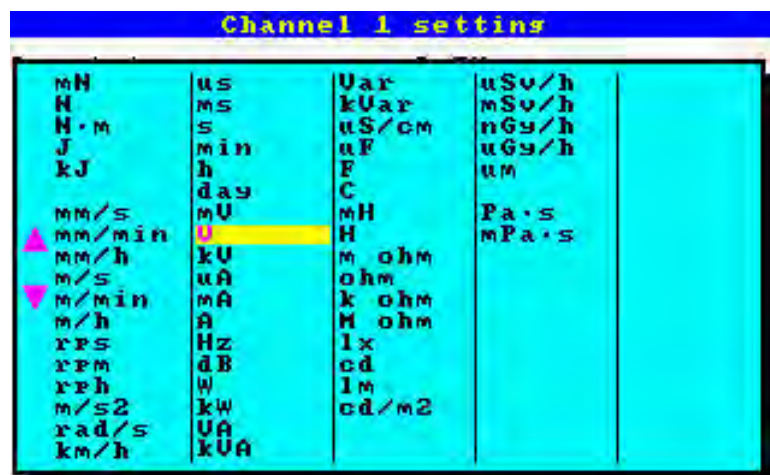 Channel 1 setting
mN
N
N·m
J
kJ
mm/s
mm/min
mm/h
m/s
m/min
m/h
rps
rpm
rph
m/s2
rad/s
km/h
us
ms
s
min
h
day
mV
V
kV
uA
mA
A
Hz
dB
W
kW
VA
kVA
Var
kVar
uS/cm
uF
F
C
mH
H
m ohm
ohm
k ohm
M ohm
lx
cd
lm
cd/m2
uSv/h
mSv/h
nGy/h
uGy/h
um
Pa·s
mPa·s